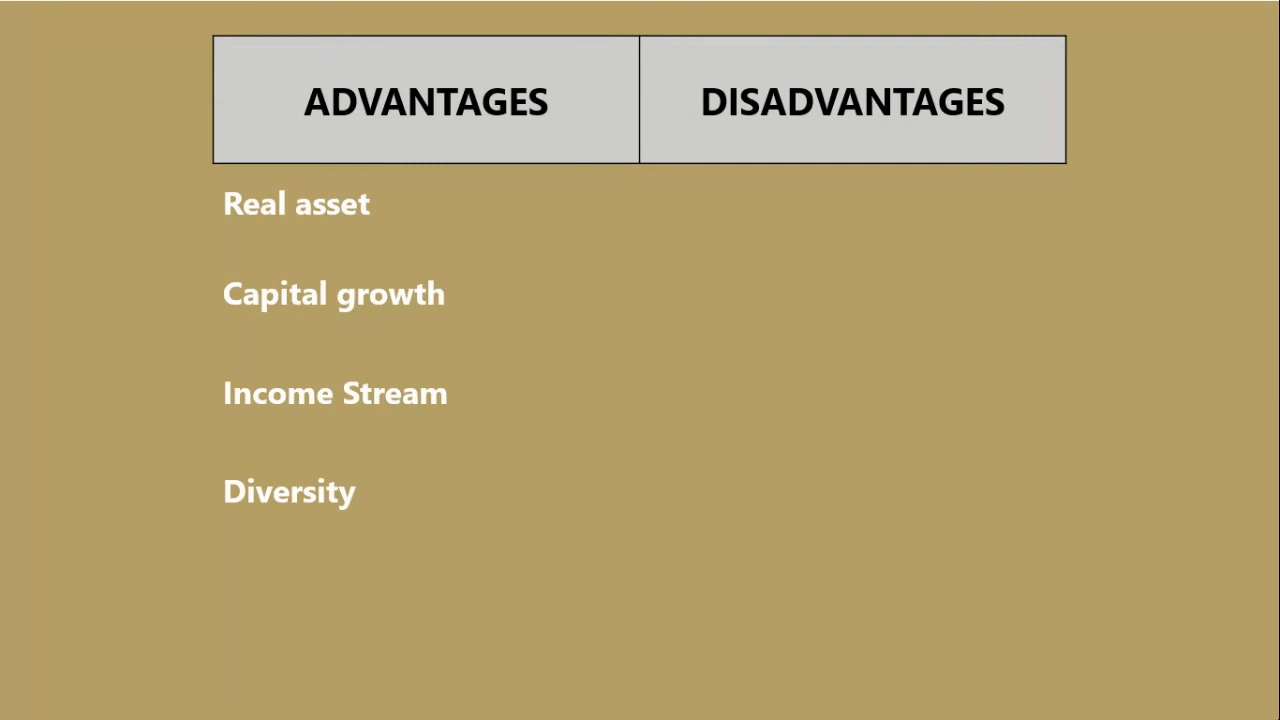 ADVANTAGES DISADVANTAGES
Real asset
Capital growth
Income Stream
Diversity